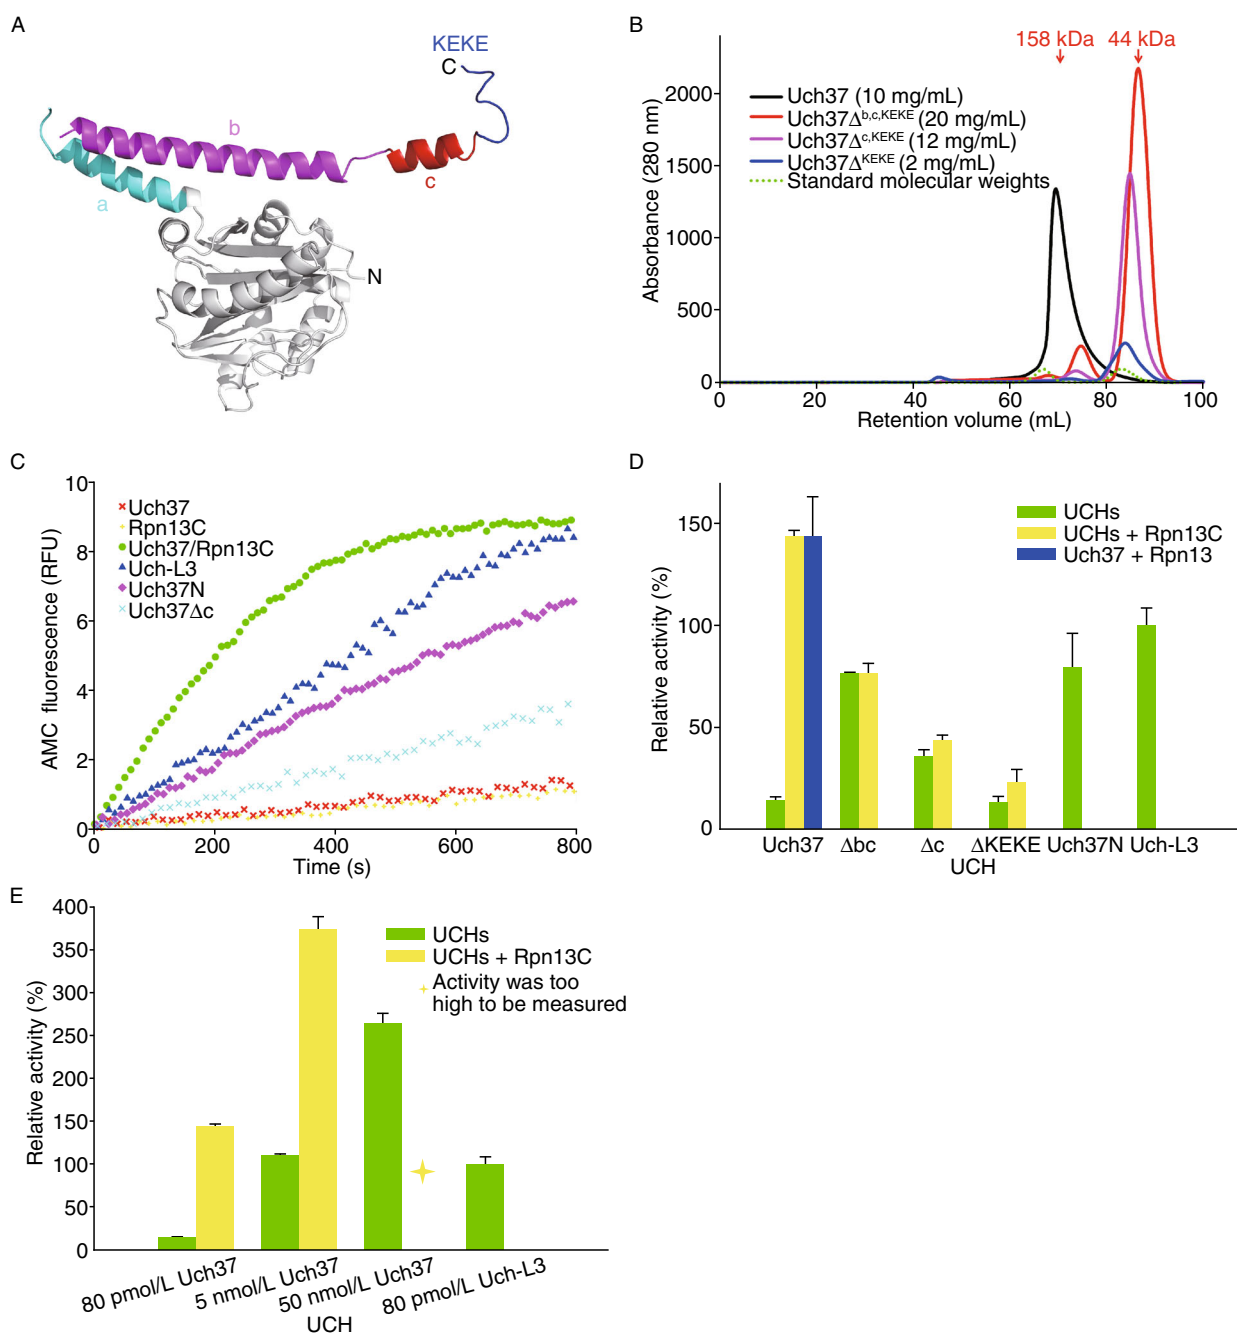 A
KEKE
C
b
a
c
N
B
158 kDa 44 kDa
Uch37 (10 mg/mL)
Uch37Δb,c,KEKE (20 mg/mL)
Uch37Δc,KEKE (12 mg/mL)
Uch37ΔKEKE (2 mg/mL)
Standard molecular weights
Absorbance (280 nm)
2000
1500
1000
500
0
0 20 40 60 80 100
Retention volume (mL)
C
Uch37
Rpn13C
Uch37/Rpn13C
Uch-L3
Uch37N
Uch37Δc
AMC fluorescence (RFU)
10
8
6
4
2
0
0 200 400 600 800
Time (s)
D
UCHs
UCHs + Rpn13C
Uch37 + Rpn13
Relative activity (%)
150
100
50
0
Uch37 Δbc Δc ΔKEKE Uch37N Uch-L3
UCH
E
UCHs
UCHs + Rpn13C
Activity was too
high to be measured
Relative activity (%)
400
350
300
250
200
150
100
50
0
80 pmol/L Uch37
5 nmol/L Uch37
50 nmol/L Uch37
80 pmol/L Uch-L3
UCH